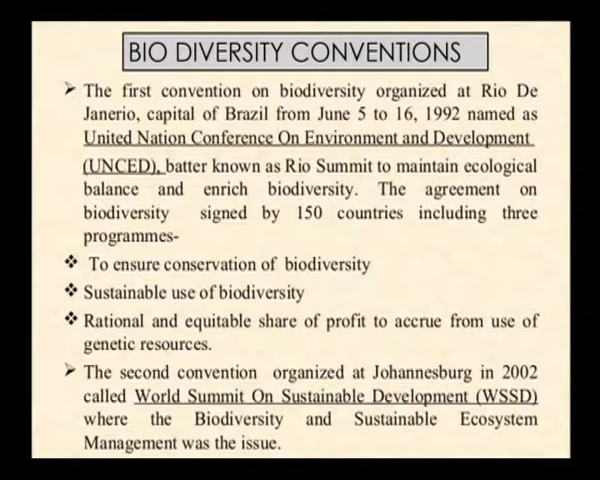 BIO DIVERSITY CONVENTIONS
➢ The first convention on biodiversity organized at Rio De
Janerio, capital of Brazil from June 5 to 16, 1992 named as
United Nation Conference On Environment and Development
(UNCED), batter known as Rio Summit to maintain ecological
balance and enrich biodiversity. The agreement on
biodiversity signed by 150 countries including three
programmes-
❖ To ensure conservation of biodiversity
❖ Sustainable use of biodiversity
❖ Rational and equitable share of profit to accrue from use of
genetic resources.
➢ The second convention organized at Johannesburg in 2002
called World Summit On Sustainable Development (WSSD)
where the Biodiversity and Sustainable Ecosystem
Management was the issue.